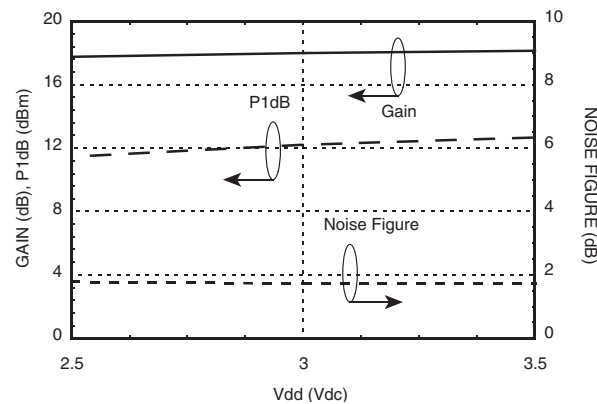 GAIN (dB), P1dB (dBm)
20
16
12
8
4
0
10
8
6
4
2
0
NOISE FIGURE (dB)
P1dB
Gain
Noise Figure
2.5
3
3.5
Vdd (Vdc)